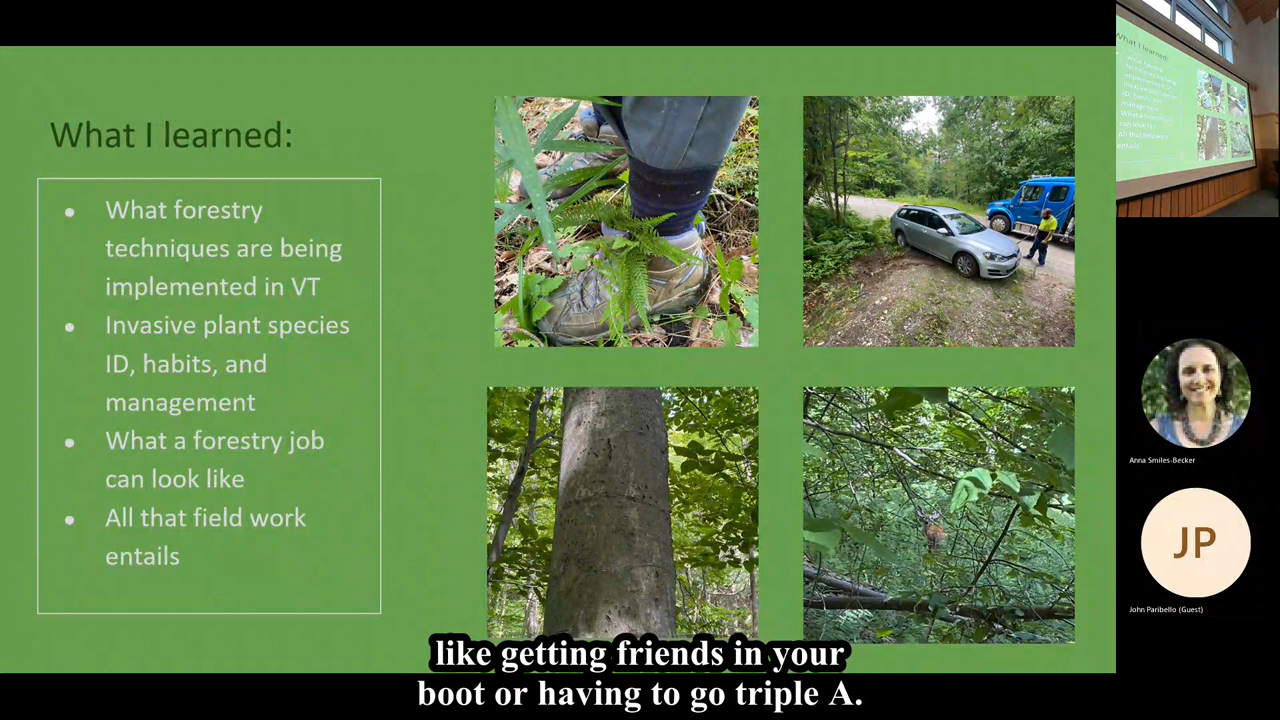 What I learned:
● What forestry
techniques are being
implemented in VT
● Invasive plant species
ID, habits, and
management
● What a forestry job
can look like
● All that field work
entails
like getting friends in your
boot or having to go triple A.
What I learned:
Anna Smiles-Becker
JP
John Paribello (Guest)